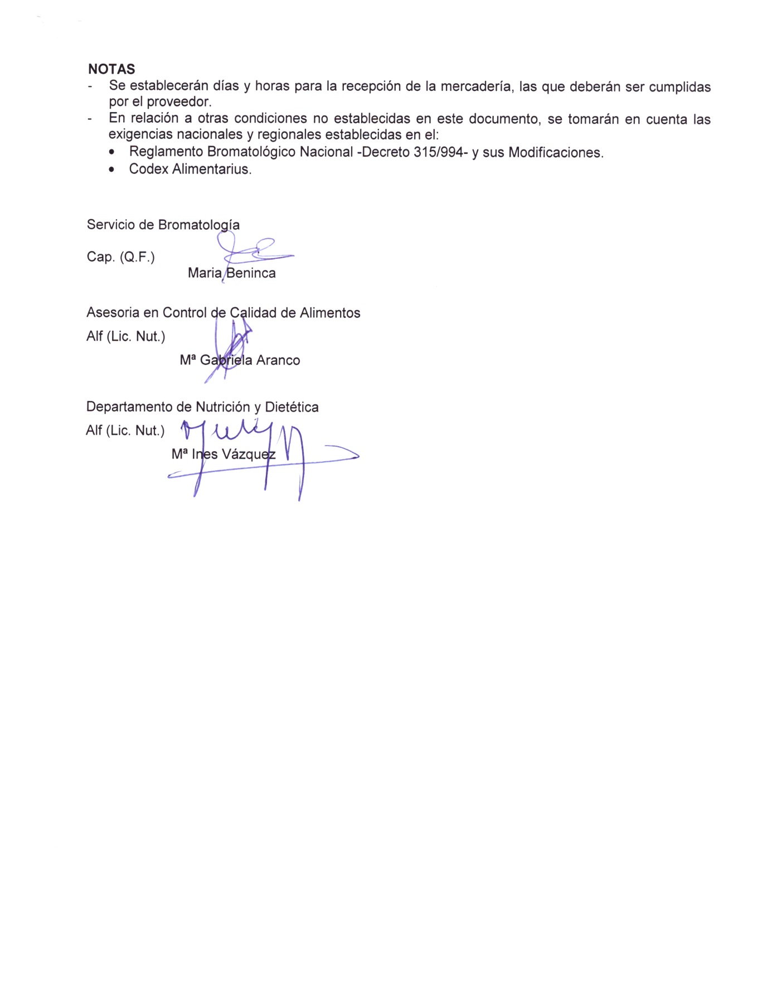 NOTAS
- Se establecerán días y horas para la recepción de la mercadería, las que deberán ser cumplidas
por el proveedor.
- En relación a otras condiciones no establecidas en este documento, se tomarán en cuenta las
exigencias nacionales y regionales establecidas en el:
• Reglamento Bromatológico Nacional -Decreto 315/994- y sus Modificaciones.
• Codex Alimentarius.
Servicio de Bromatología
Cap. (Q.F.)
Maria Beninca
Asesoria en Control de Calidad de Alimentos
Alf (Lic. Nut.)
Mª Gabriela Aranco
Departamento de Nutrición y Dietética
Alf (Lic. Nut.)
Mª Ines Vázquez